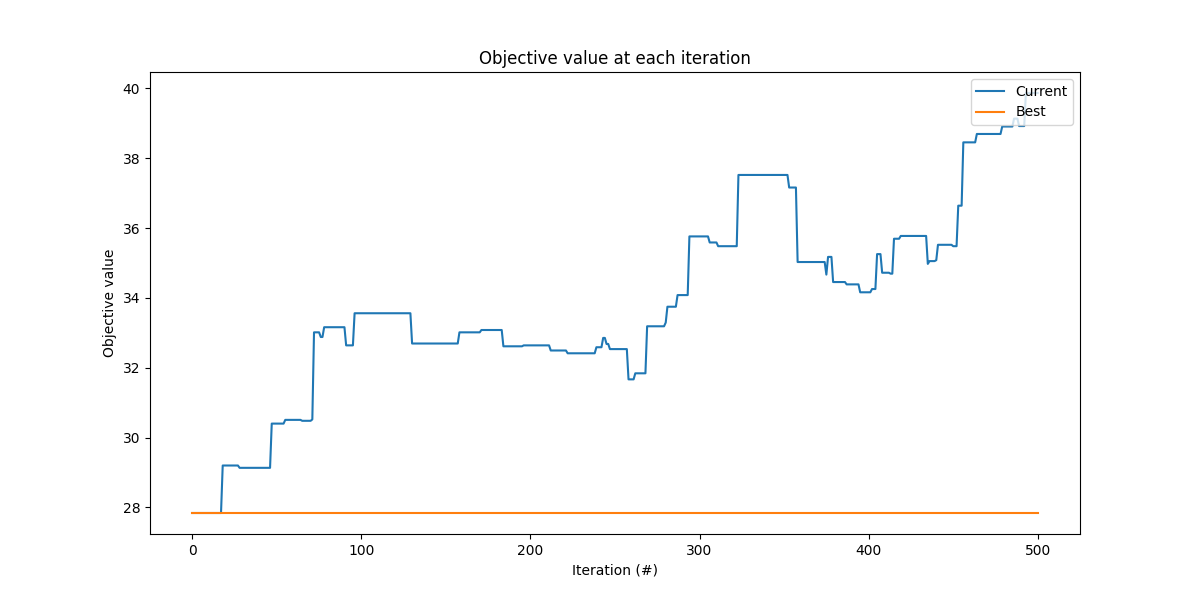 Objective value at each iteration
Current
Best
40
38
36
34
32
30
28
Objective value
0 100 200 300 400 500
Iteration (#)